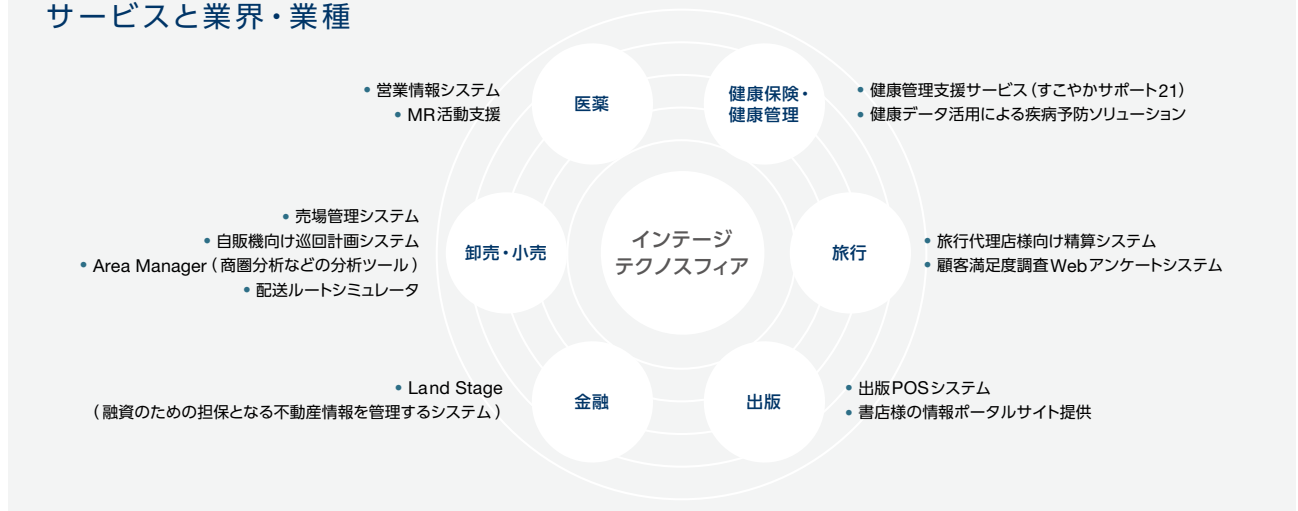 サービスと業界・業種
• 営業情報システム
• MR活動支援
医薬
健康保険・
健康管理
• 健康管理支援サービス（すこやかサポート21）
• 健康データ活用による疾病予防ソリューション
• 売場管理システム
• 自販機向け巡回計画システム
• Area Manager（商圏分析などの分析ツール）
• 配送ルートシミュレータ
卸売・小売
インテージ
テクノスフィア
旅行
• 旅行代理店様向け精算システム
• 顧客満足度調査Webアンケートシステム
• Land Stage
（融資のための担保となる不動産情報を管理するシステム）
金融
出版
• 出版POSシステム
• 書店様の情報ポータルサイト提供